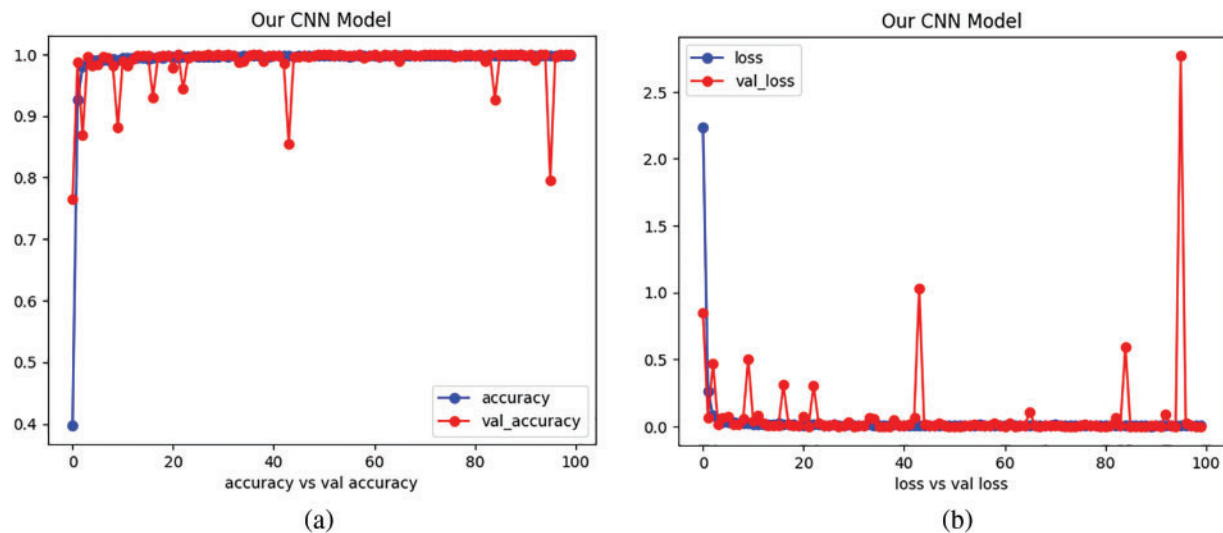 Our CNN Model
1.0
0.9
0.8
0.7
0.6
0.5
0.4
accuracy
val_accuracy
0 20 40 60 80 100
accuracy vs val accuracy
(a)
Our CNN Model
loss
val_loss
2.5
2.0
1.5
1.0
0.5
0.0
0 20 40 60 80 100
loss vs val loss
(b)